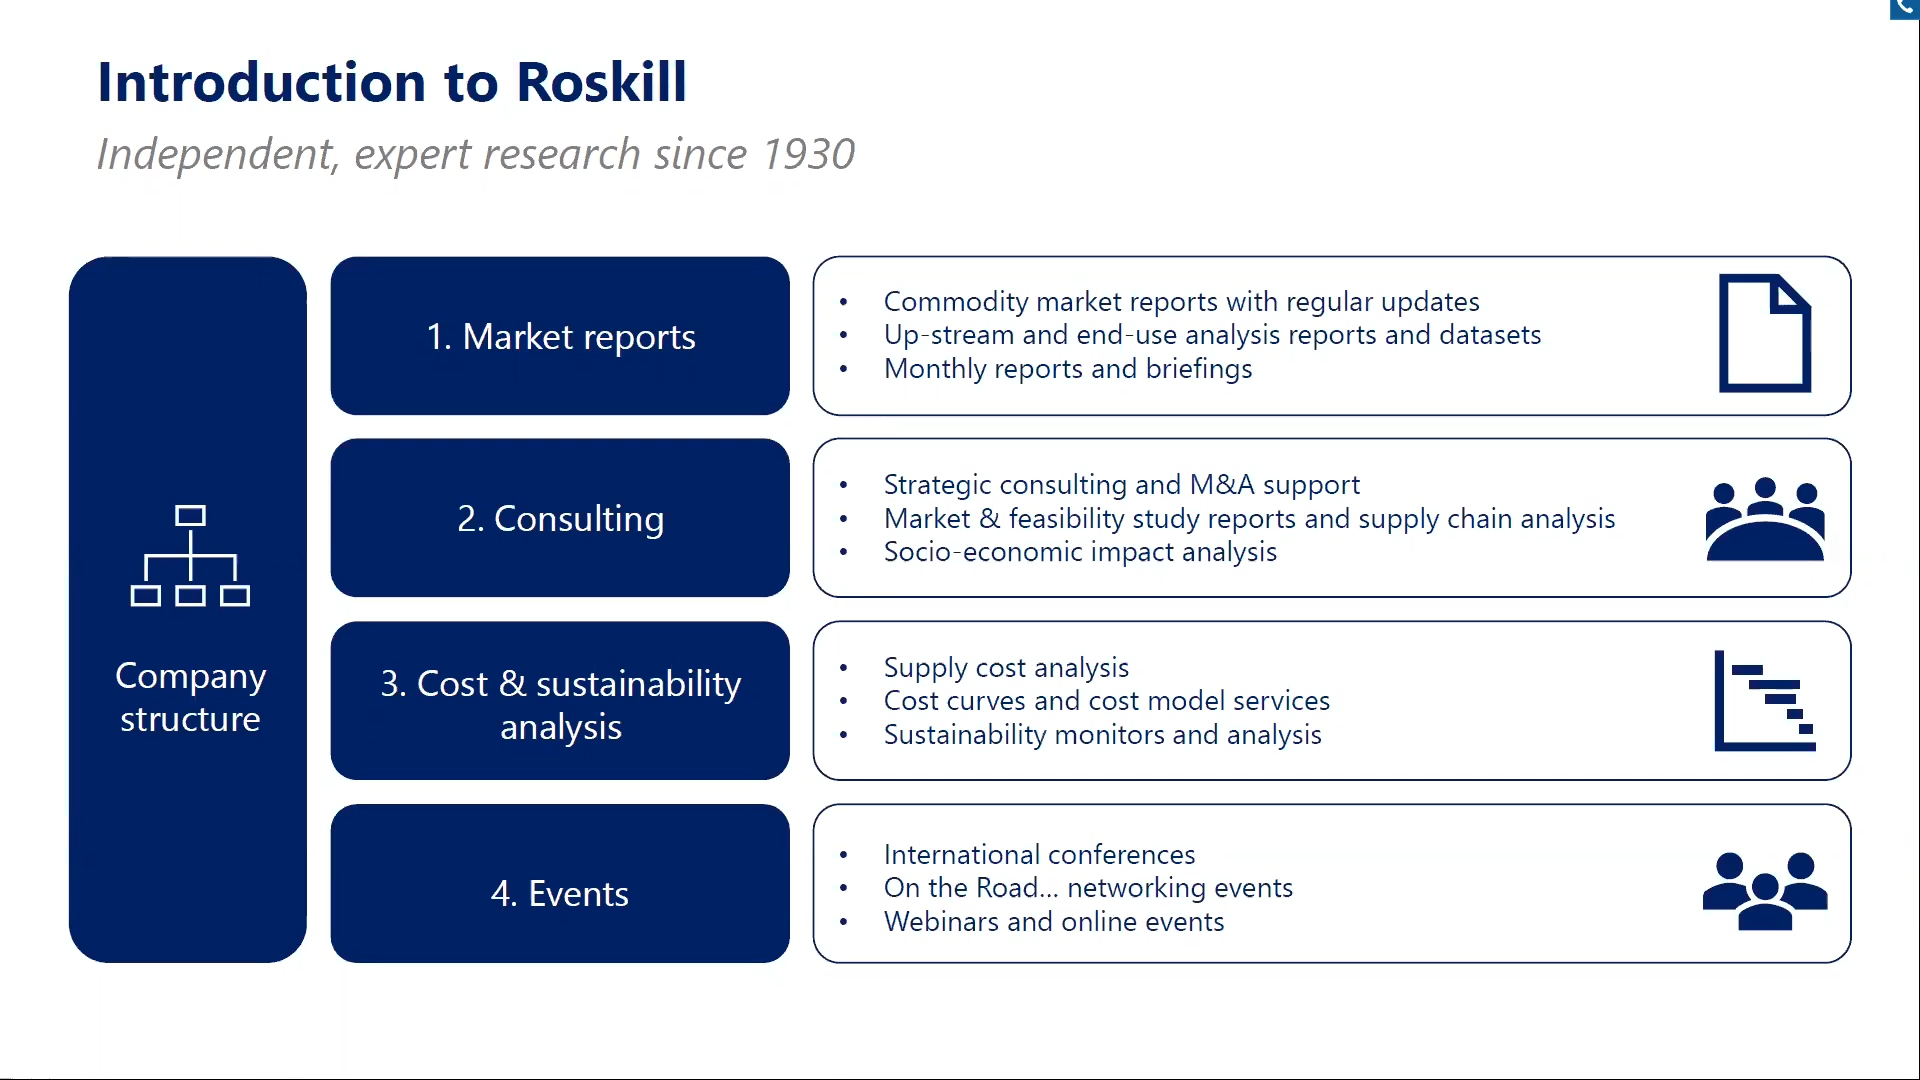 Introduction to Roskill
Independent, expert research since 1930
Company
structure
1. Market reports
• Commodity market reports with regular updates
• Up-stream and end-use analysis reports and datasets
• Monthly reports and briefings
2. Consulting
• Strategic consulting and M&A support
• Market & feasibility study reports and supply chain analysis
• Socio-economic impact analysis
3. Cost & sustainability
analysis
• Supply cost analysis
• Cost curves and cost model services
• Sustainability monitors and analysis
4. Events
• International conferences
• On the Road... networking events
• Webinars and online events